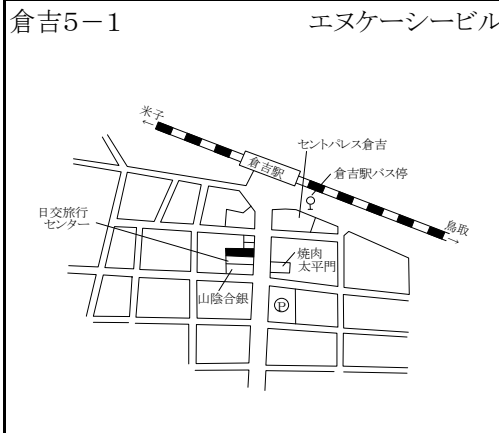 倉吉5－1 エヌケーシービル
米子
←
セントパレス倉吉
倉吉駅
倉吉駅バス停
鳥取
→
日交旅行
センター
焼肉
太平門
山陰合銀
P